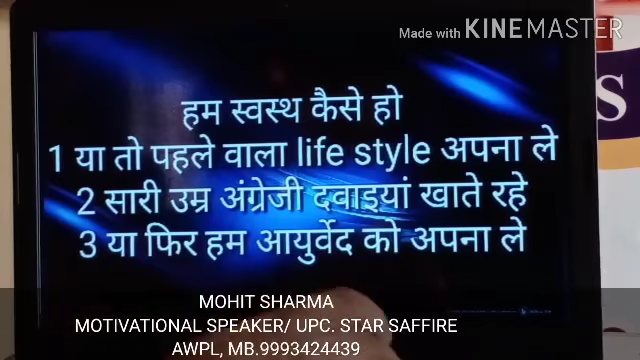 Made with KINEMASTER
S
हम स्वस्थ कैसे हो
1 या तो पहले वाला life style अपना ले
2 सारी उम्र अंग्रेजी दवाइयां खाते रहे
3 या फिर हम आयुर्वेद को अपना ले
MOHIT SHARMA
MOTIVATIONAL SPEAKER/ UPC. STAR SAFFIRE
AWPL, MB.9993424439